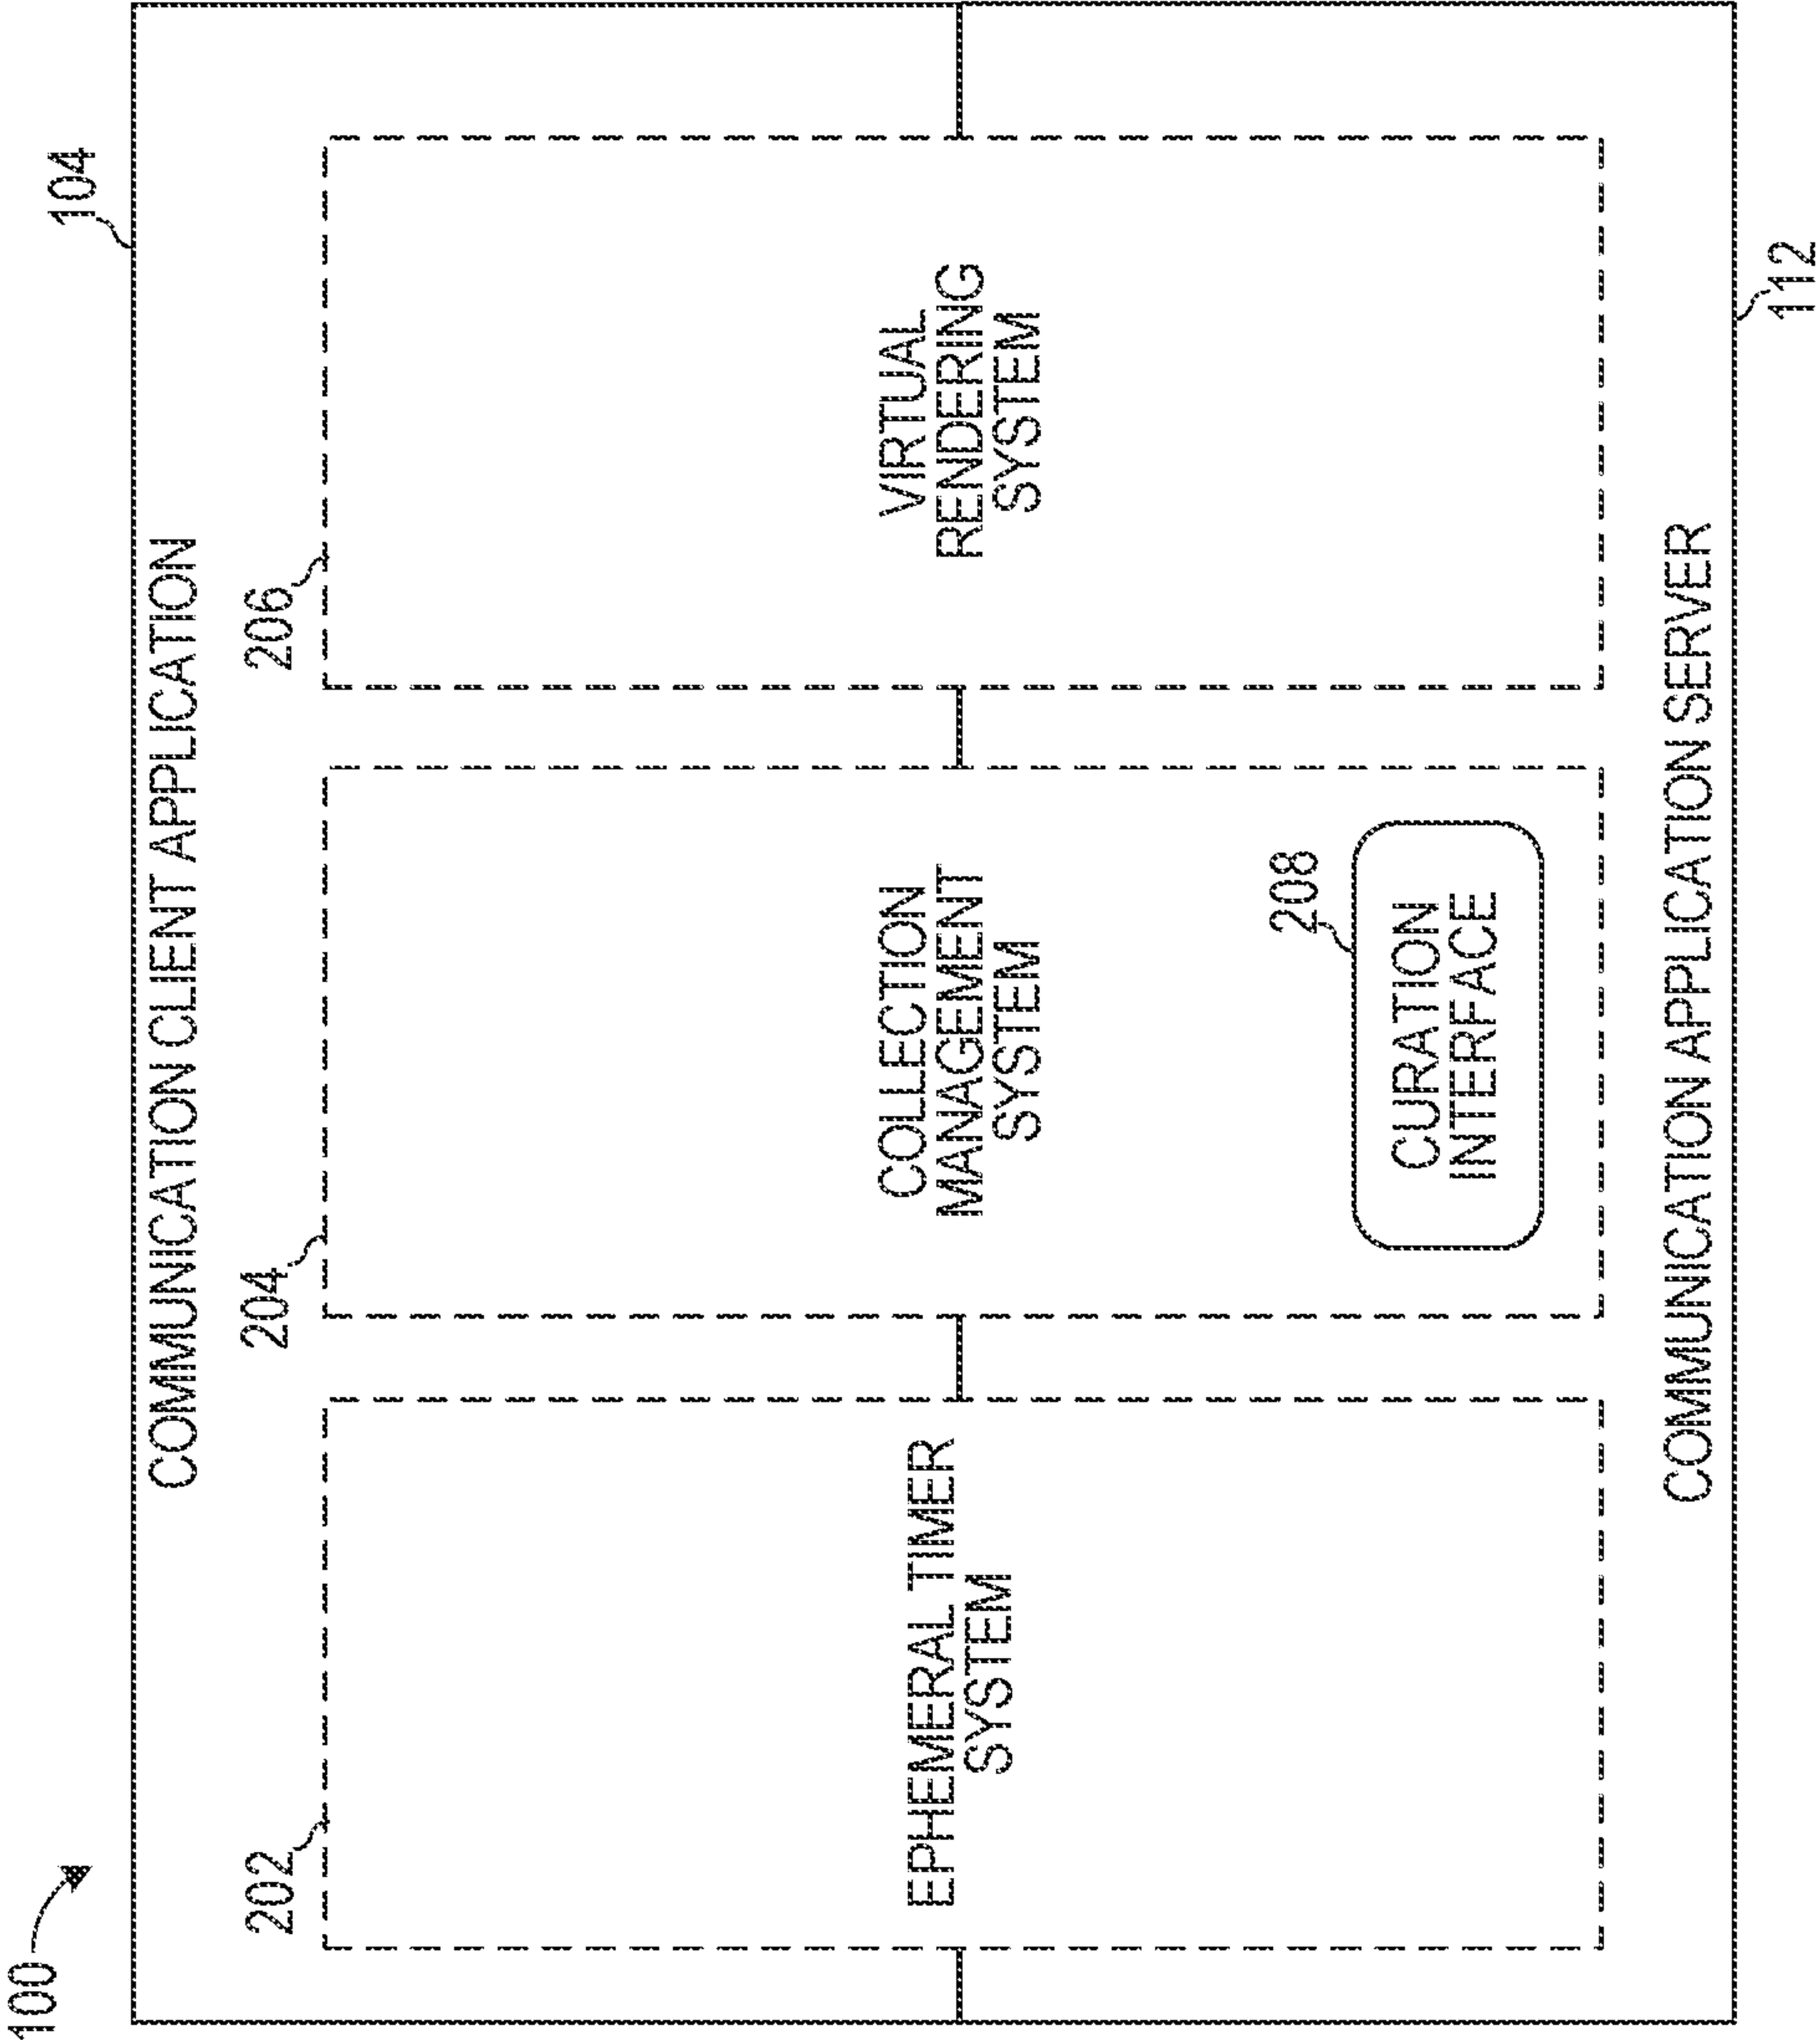 100
104
COMMUNICATION CLIENT APPLICATION
202
204
206
EPHEMERAL TIMER
SYSTEM
COLLECTION
MANAGEMENT
SYSTEM
VIRTUAL
RENDERING
SYSTEM
208
CURATION
INTERFACE
COMMUNICATION APPLICATION SERVER
112